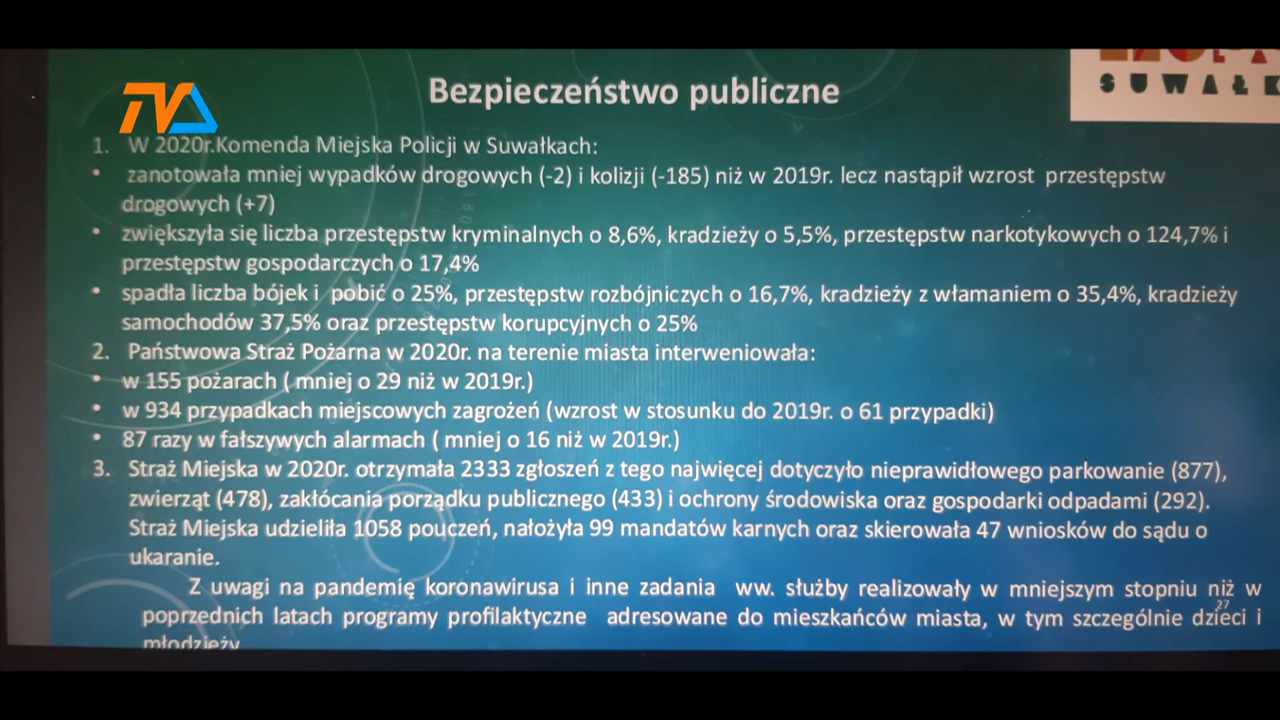 Bezpieczeństwo publiczne
SUWAŁK
TVA
1. W 2020r.Komenda Miejska Policji w Suwałkach:
• zanotowała mniej wypadków drogowych (-2) i kolizji (-185) niż w 2019r. lecz nastąpił wzrost przestępstw
drogowych (+7)
• zwiększyła się liczba przestępstw kryminalnych o 8,6%, kradzieży o 5,5%, przestępstw narkotykowych o 124,7% i
przestępstw gospodarczych o 17,4%
• spadła liczba bójek i pobić o 25%, przestępstw rozbójniczych o 16,7%, kradzieży z włamaniem o 35,4%, kradzieży
samochodów 37,5% oraz przestępstw korupcyjnych o 25%
2. Państwowa Straż Pożarna w 2020r. na terenie miasta interweniowała:
• w 155 pożarach ( mniej o 29 niż w 2019r.)
• w 934 przypadkach miejscowych zagrożeń (wzrost w stosunku do 2019r. o 61 przypadki)
• 87 razy w fałszywych alarmach ( mniej o 16 niż w 2019r.)
3. Straż Miejska w 2020r. otrzymała 2333 zgłoszeń z tego najwięcej dotyczyło nieprawidłowego parkowanie (877),
zwierząt (478), zakłócania porządku publicznego (433) i ochrony środowiska oraz gospodarki odpadami (292).
Straż Miejska udzieliła 1058 pouczeń, nałożyła 99 mandatów karnych oraz skierowała 47 wniosków do sądu o
ukaranie.
Z uwagi na pandemię koronawirusa i inne zadania ww. służby realizowały w mniejszym stopniu niż w
27
poprzednich latach programy profilaktyczne adresowane do mieszkańców miasta, w tym szczególnie dzieci i
młodzieży